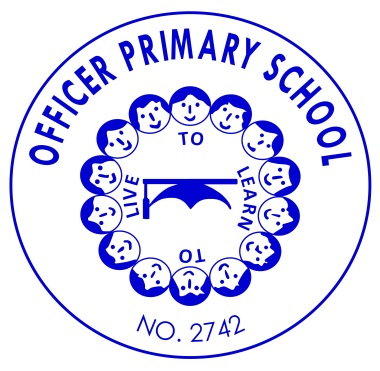 OFFICER PRIMARY SCHOOL
TO
LEARN
TO
LIVE
NO. 2742